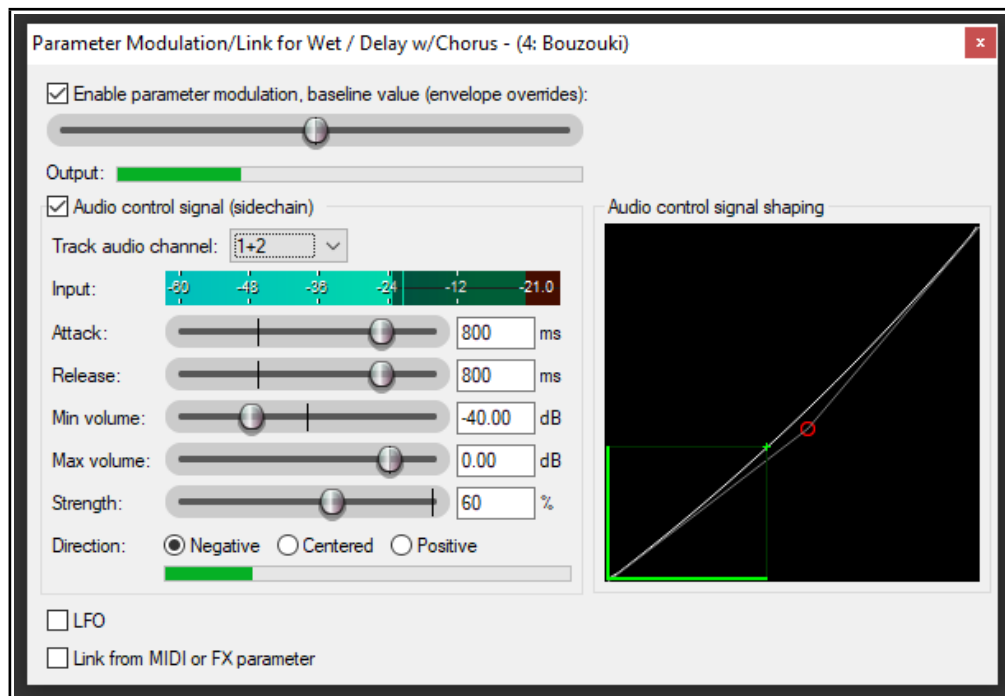 Parameter Modulation/Link for Wet / Delay w/Chorus - (4: Bouzouki)
x
Enable parameter modulation, baseline value (envelope overrides):
Output:
Audio control signal (sidechain)
Audio control signal shaping
Track audio channel: 1+2
Input: -60 -48 -36 -24 -12 -21.0
Attack: 800 ms
Release: 800 ms
Min volume: -40.00 dB
Max volume: 0.00 dB
Strength: 60 %
Direction: Negative Centered Positive
LFO
Link from MIDI or FX parameter